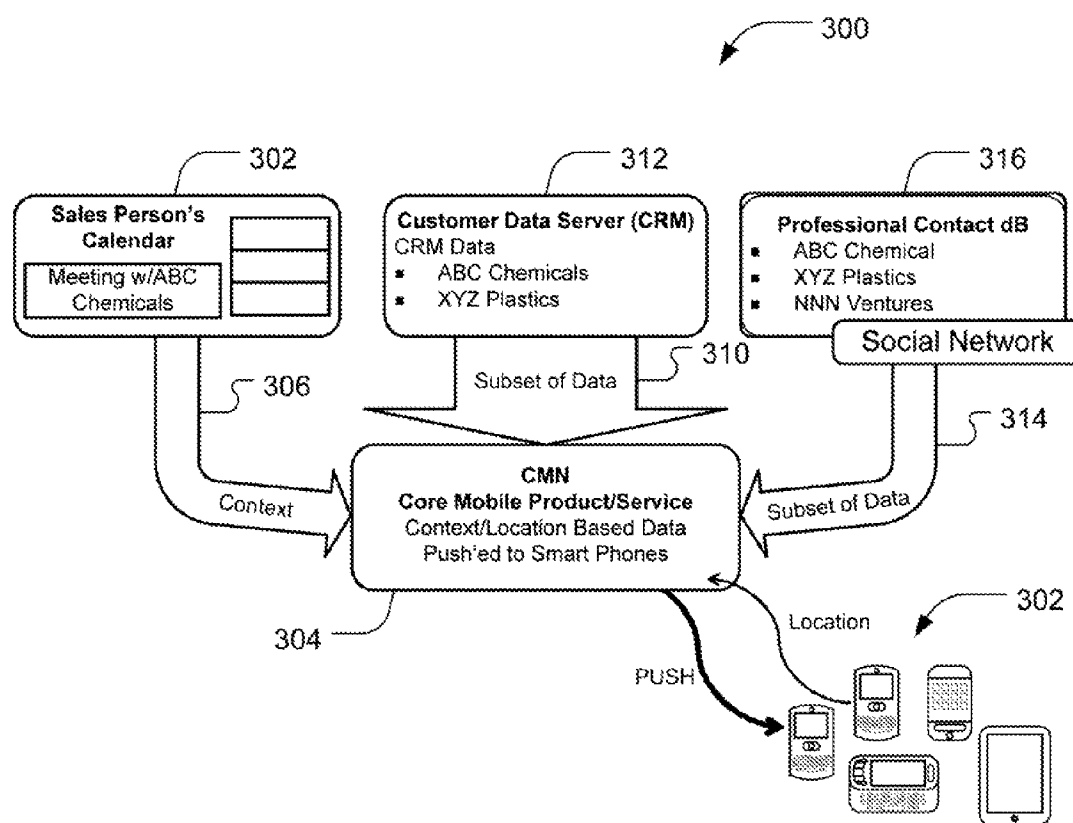 300
302
312
316
Sales Person's
Calendar
Meeting w/ABC
Chemicals
Customer Data Server (CRM)
CRM Data
▪ ABC Chemicals
▪ XYZ Plastics
Professional Contact dB
▪ ABC Chemical
▪ XYZ Plastics
▪ NNN Ventures
Social Network
306
310
Subset of Data
314
Context
CMN
Core Mobile Product/Service
Context/Location Based Data
Push'ed to Smart Phones
Subset of Data
304
Location
302
PUSH